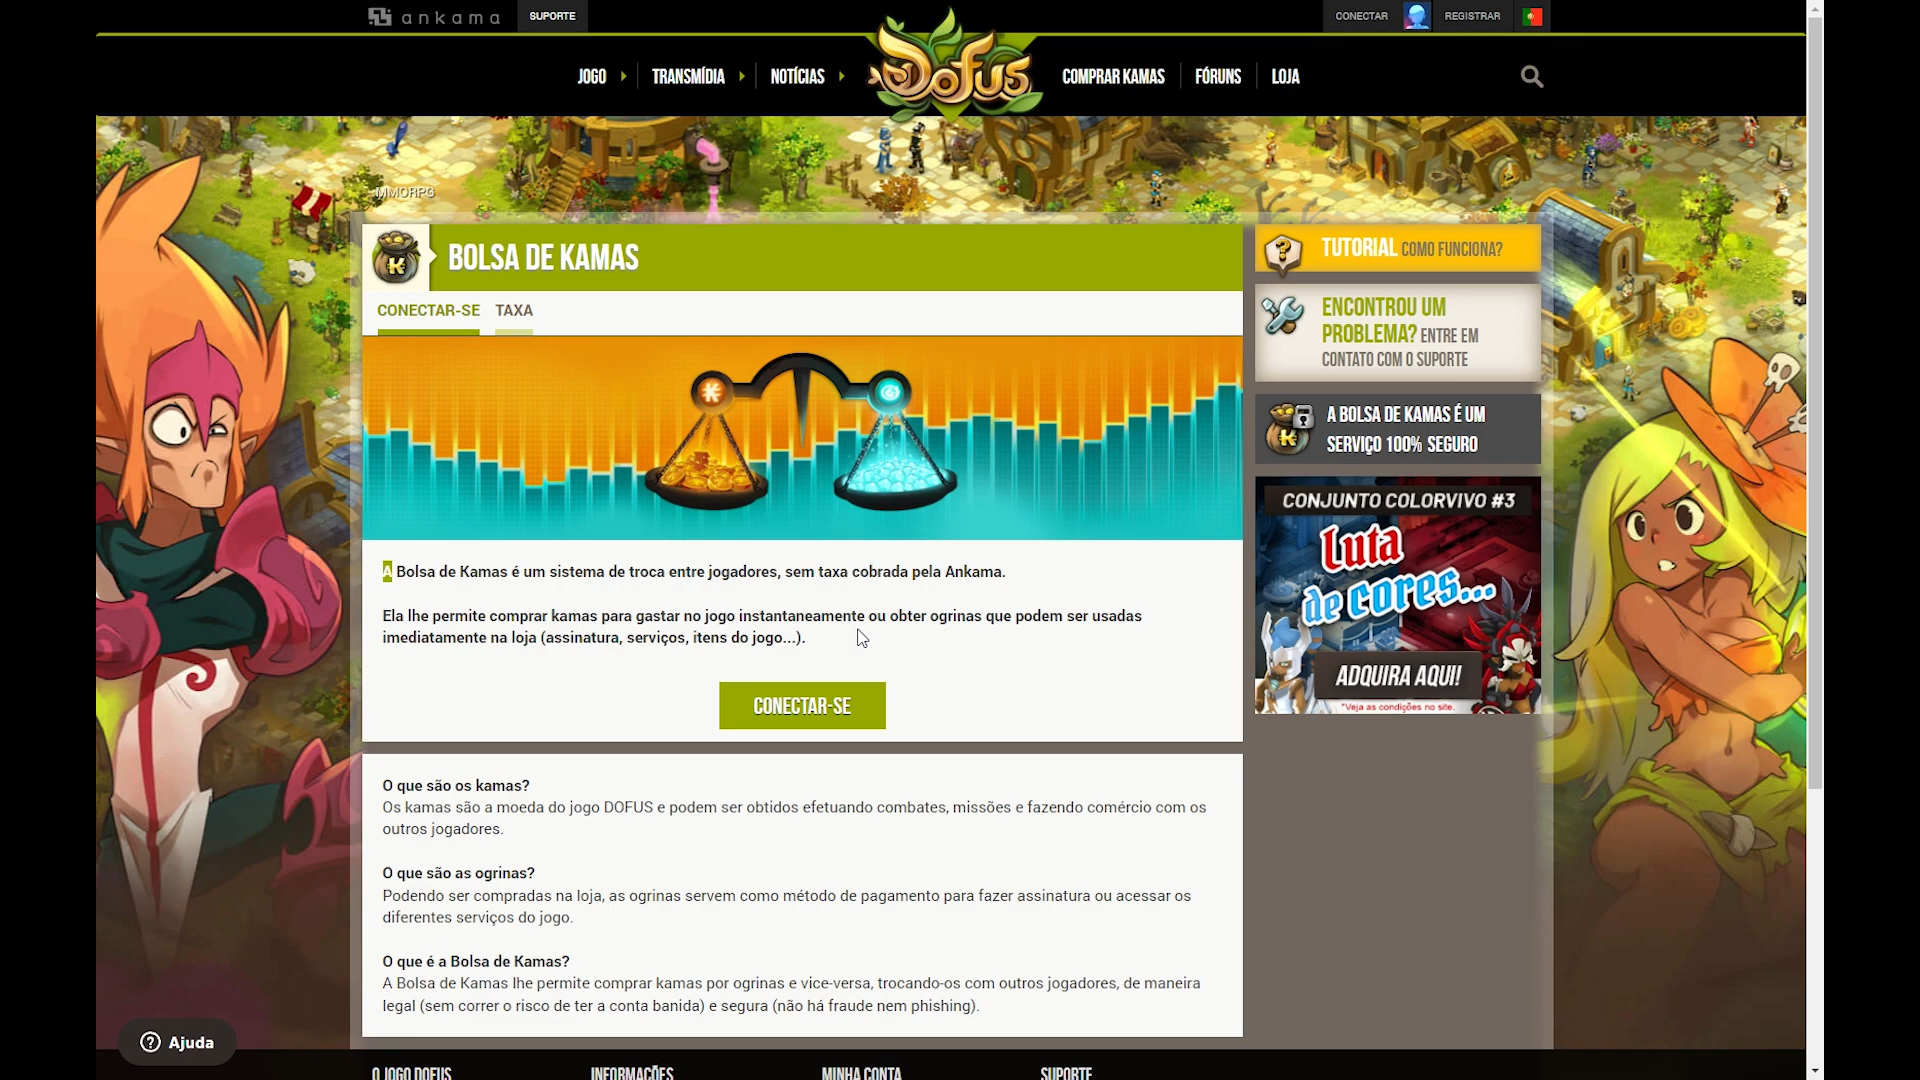 ankama
SUPORTE
CONECTAR
REGISTRAR
JOGO
TRANSMÍDIA
NOTÍCIAS
DOFUS
COMPRAR KAMAS
FÓRUNS
LOJA
MMORPG
BOLSA DE KAMAS
CONECTAR-SE
TAXA
A Bolsa de Kamas é um sistema de troca entre jogadores, sem taxa cobrada pela Ankama.
Ela lhe permite comprar kamas para gastar no jogo instantaneamente ou obter ogrinas que podem ser usadas
imediatamente na loja (assinatura, serviços, itens do jogo...).
CONECTAR-SE
O que são os kamas?
Os kamas são a moeda do jogo DOFUS e podem ser obtidos efetuando combates, missões e fazendo comércio com os
outros jogadores.
O que são as ogrinas?
Podendo ser compradas na loja, as ogrinas servem como método de pagamento para fazer assinatura ou acessar os
diferentes serviços do jogo.
O que é a Bolsa de Kamas?
A Bolsa de Kamas lhe permite comprar kamas por ogrinas e vice-versa, trocando-os com outros jogadores, de maneira
legal (sem correr o risco de ter a conta banida) e segura (não há fraude nem phishing).
TUTORIAL COMO FUNCIONA?
ENCONTROU UM
PROBLEMA? ENTRE EM
CONTATO COM O SUPORTE
A BOLSA DE KAMAS É UM
SERVIÇO 100% SEGURO
CONJUNTO COLORVIVO #3
Luta
de cores...
ADQUIRA AQUI!
*Veja as condições no site.
Ajuda
O JOGO DOFUS
INFORMAÇÕES
MINHA CONTA
SUPORTE